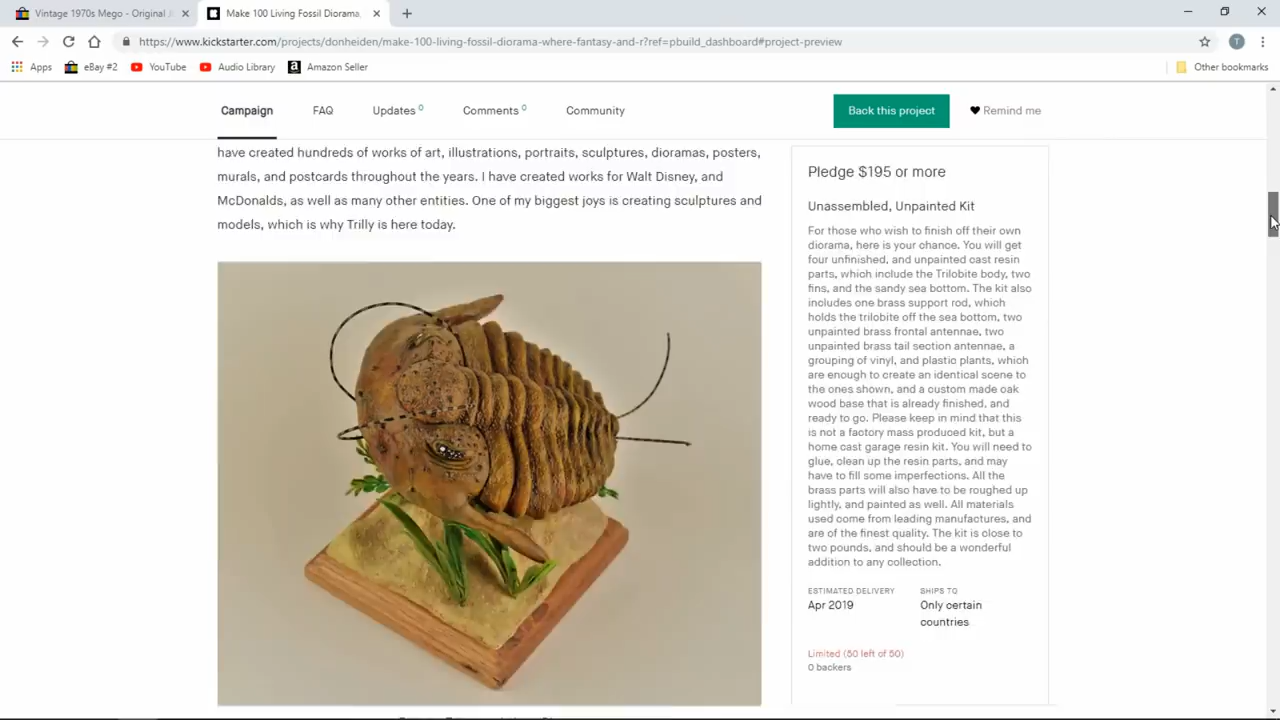 Vintage 1970s Mego - Original
Make 100 Living Fossil Diorama,
https://www.kickstarter.com/projects/donheiden/make-100-living-fossil-diorama-where-fantasy-and-r?ref=pbuild_dashboard#project-preview
T
Apps
eBay #2
YouTube
Audio Library
Amazon Seller
Other bookmarks
Campaign
FAQ
Updates 0
Comments 0
Community
Back this project
Remind me
have created hundreds of works of art, illustrations, portraits, sculptures, dioramas, posters,
murals, and postcards throughout the years. I have created works for Walt Disney, and
McDonalds, as well as many other entities. One of my biggest joys is creating sculptures and
models, which is why Trilly is here today.
Pledge $195 or more
Unassembled, Unpainted Kit
For those who wish to finish off their own
diorama, here is your chance. You will get
four unfinished, and unpainted cast resin
parts, which include the Trilobite body, two
fins, and the sandy sea bottom. The kit also
includes one brass support rod, which
holds the trilobite off the sea bottom, two
unpainted brass frontal antennae, two
unpainted brass tail section antennae, a
grouping of vinyl, and plastic plants, which
are enough to create an identical scene to
the ones shown, and a custom made oak
wood base that is already finished, and
ready to go. Please keep in mind that this
is not a factory mass produced kit, but a
home cast garage resin kit. You will need to
glue, clean up the resin parts, and may
have to fill some imperfections. All the
brass parts will also have to be roughed up
lightly, and painted as well. All materials
used come from leading manufactures, and
are of the finest quality. The kit is close to
two pounds, and should be a wonderful
addition to any collection.
ESTIMATED DELIVERY
Apr 2019
SHIPS TO
Only certain
countries
Limited (50 left of 50)
0 backers